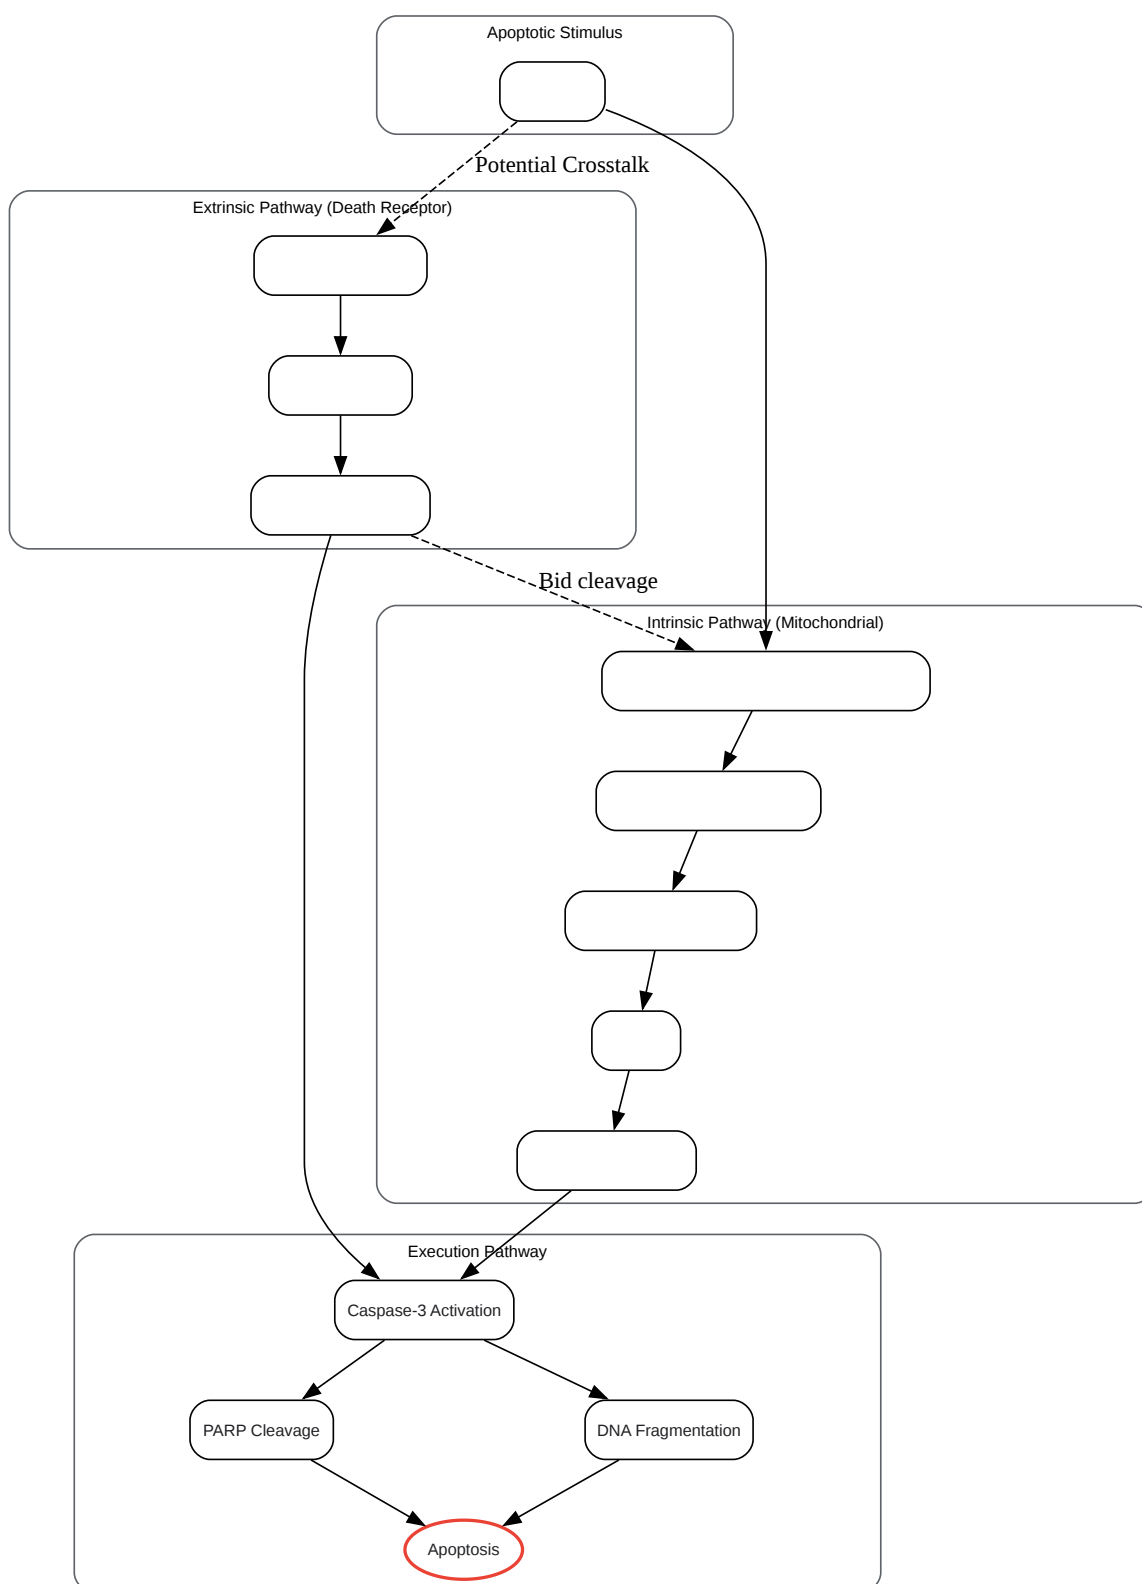 Apoptotic Stimulus
Potential Crosstalk
Extrinsic Pathway (Death Receptor)
Bid cleavage
Intrinsic Pathway (Mitochondrial)
Execution Pathway
Caspase-3 Activation
PARP Cleavage
DNA Fragmentation
Apoptosis